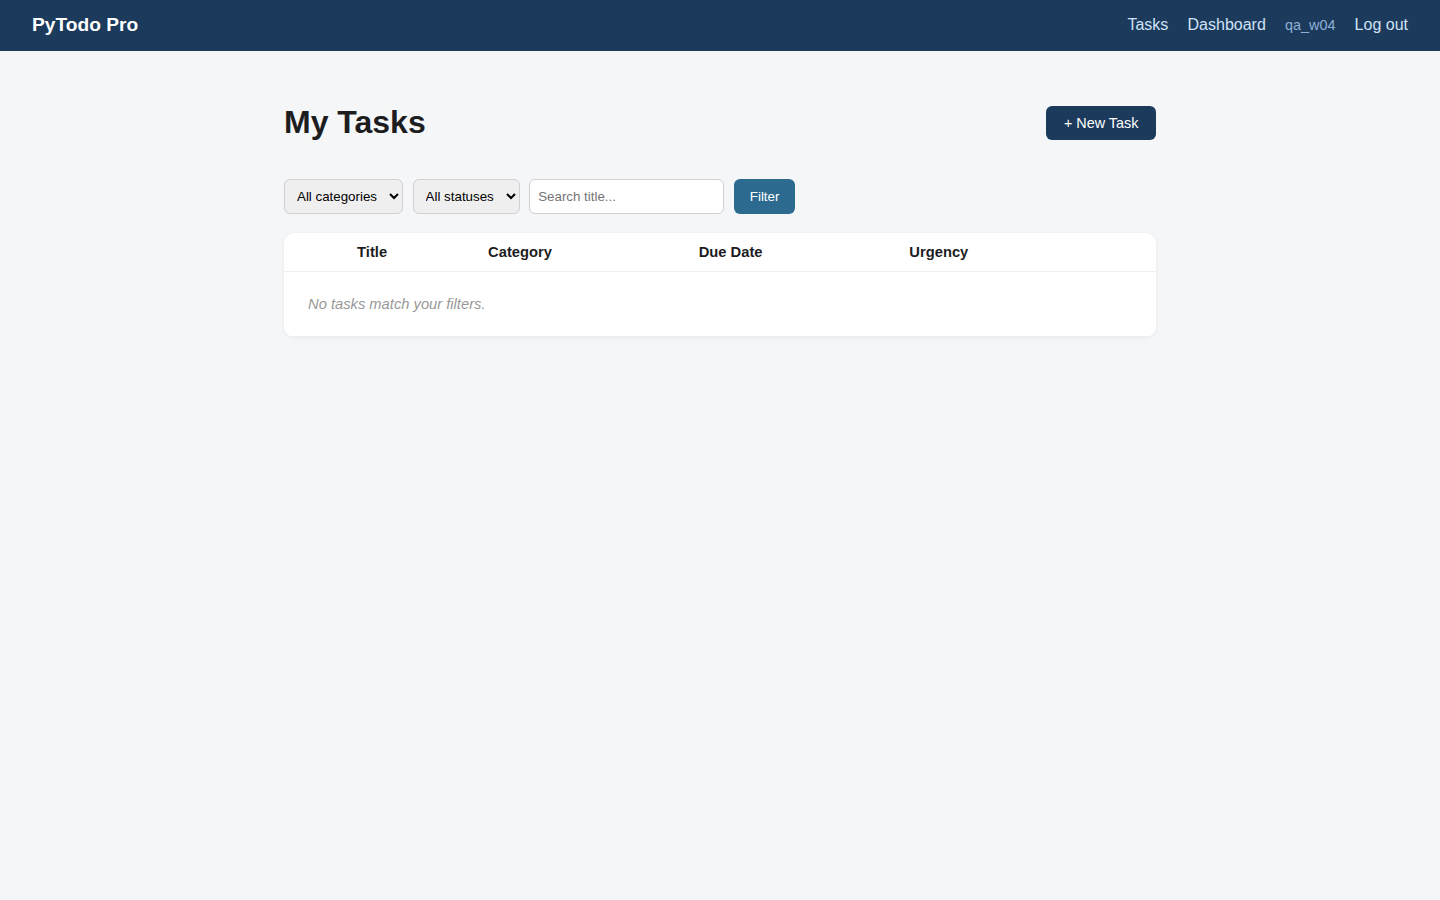 PyTodo Pro Tasks Dashboard qa_w04 Log out
My Tasks + New Task
All categories All statuses Search title... Filter
Title Category Due Date Urgency
No tasks match your filters.